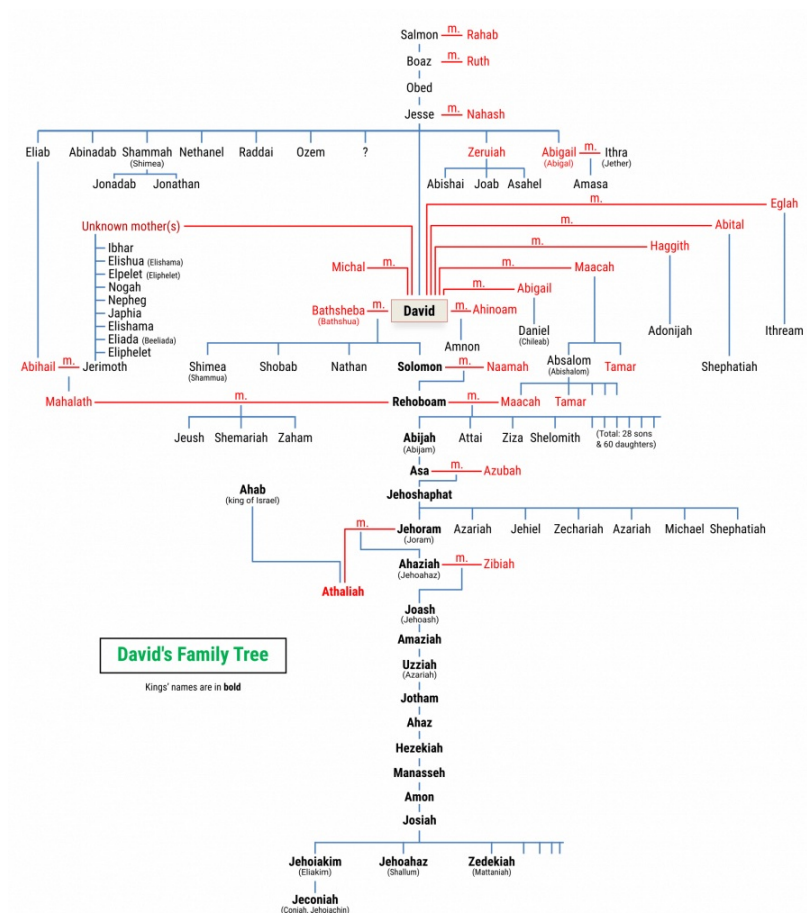 Salmon m. Rahab
Boaz m. Ruth
Obed
Jesse m. Nahash
Eliab Abinadab Shammah Nethanel Raddai Ozem ? Zeruiah Abigail m. Ithra
(Shimea) (Abigal) (Jether)
Jonadab Jonathan Abishai Joab Asahel Amasa
m. Eglah
Unknown mother(s) m. Abital
Ibhar
m. Haggith
Elishua (Elishama)
Michal m. m. Maacah
Elpelet (Eliphelet)
Nogah
m. Abigail
Nepheg
Bathsheba m. David m. Ahinoam
(Bathshua)
Japhia
Elishama
Daniel Adonijah Ithream
(Chileab)
Eliada (Beeliada)
Amnon
Eliphelet
Abihail m. Jerimoth Shimea Shobab Nathan Solomon m. Naamah Absalom Tamar Shephatiah
(Shammua) (Abishalom)
Mahalath m. Rehoboam m. Maacah Tamar
Jeush Shemariah Zaham Abijah Attai Ziza Shelomith (Total: 28 sons
(Abijam) & 60 daughters)
Asa m. Azubah
Ahab Jehoshaphat
(king of Israel)
m. Jehoram Azariah Jehiel Zechariah Azariah Michael Shephatiah
(Joram)
Ahaziah m. Zibiah
(Jehoahaz)
Athaliah
Joash
(Jehoash)
Amaziah
David's Family Tree
Uzziah
(Azariah)
Kings' names are in bold
Jotham
Ahaz
Hezekiah
Manasseh
Amon
Josiah
Jehoiakim Jehoahaz Zedekiah
(Eliakim) (Shallum) (Mattaniah)
Jeconiah
(Coniah, Jehoiachin)